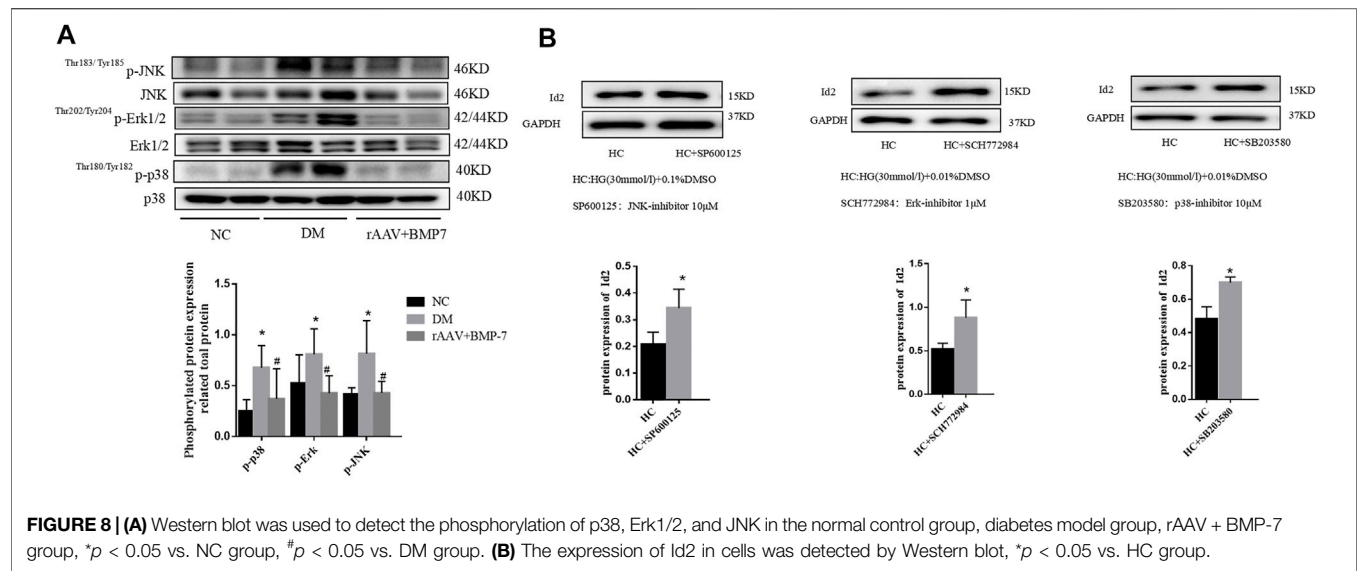 A
Thr183/ Tyr185 p-JNK 46KD
JNK 46KD
Thr202/Tyr204 p-Erk1/2 42/44KD
Erk1/2 42/44KD
Thr180/Tyr182 p-p38 40KD
p38 40KD
NC DM rAAV+BMP7
Phosphorylated protein expression
related toal protein
1.5
1.0
0.5
0.0
* # * # * #
p-p38 p-Erk p-JNK
NC
DM
rAAV+BMP-7
B
Id2 15KD
GAPDH 37KD
HC HC+SP600125
HC:HG(30mmol/l)+0.1%DMSO
SP600125: JNK-inhibitor 10μM
Id2 15KD
GAPDH 37KD
HC HC+SCH772984
HC:HG(30mmol/l)+0.01%DMSO
SCH772984: Erk-inhibitor 1μM
Id2 15KD
GAPDH 37KD
HC HC+SB203580
HC:HG(30mmol/l)+0.01%DMSO
SB203580: p38-inhibitor 10μM
protein expression of Id2
0.5
0.4
0.3
0.2
0.1
0.0
*
HC
HC+SP600125
protein expression of Id2
1.5
1.0
0.5
0.0
*
HC
HC+SCH772984
protein expression of Id2
0.8
0.6
0.4
0.2
0.0
*
HC
HC+SB203580
FIGURE 8 | (A) Western blot was used to detect the phosphorylation of p38, Erk1/2, and JNK in the normal control group, diabetes model group, rAAV + BMP-7
group, *p < 0.05 vs. NC group, #p < 0.05 vs. DM group. (B) The expression of Id2 in cells was detected by Western blot, *p < 0.05 vs. HC group.